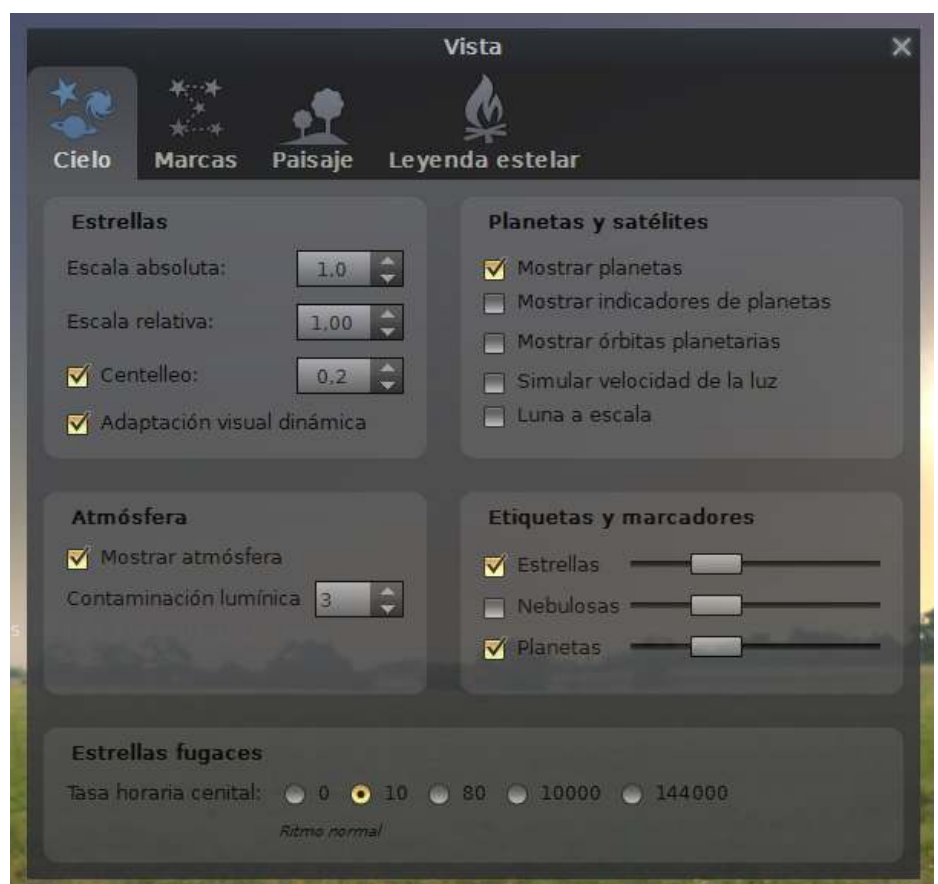 Vista
Cielo Marcas Paisaje Leyenda estelar
Estrellas
Escala absoluta: 1,0
Escala relativa: 1,00
Centelleo: 0,2
Adaptación visual dinámica
Planetas y satélites
Mostrar planetas
Mostrar indicadores de planetas
Mostrar órbitas planetarias
Simular velocidad de la luz
Luna a escala
Atmósfera
Mostrar atmósfera
Contaminación lumínica 3
Etiquetas y marcadores
Estrellas
Nebulosas
Planetas
Estrellas fugaces
Tasa horaria cenital: 0 10 80 10000 144000
Ritmo normal